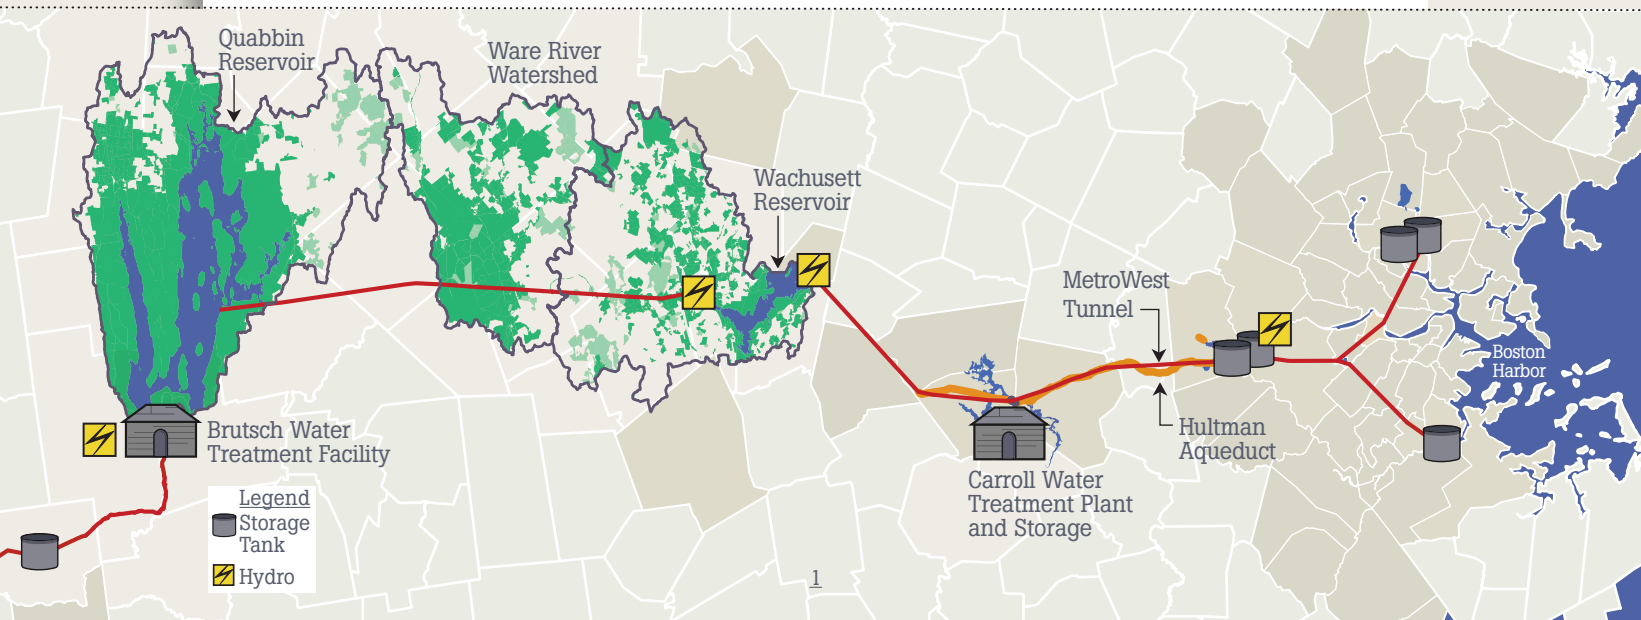 Quabbin
Reservoir
Ware River
Watershed
Wachusett
Reservoir
MetroWest
Tunnel
Boston
Harbor
Hultman
Aqueduct
Brutsch Water
Treatment Facility
Carroll Water
Treatment Plant
and Storage
Legend
Storage
Tank
Hydro
1